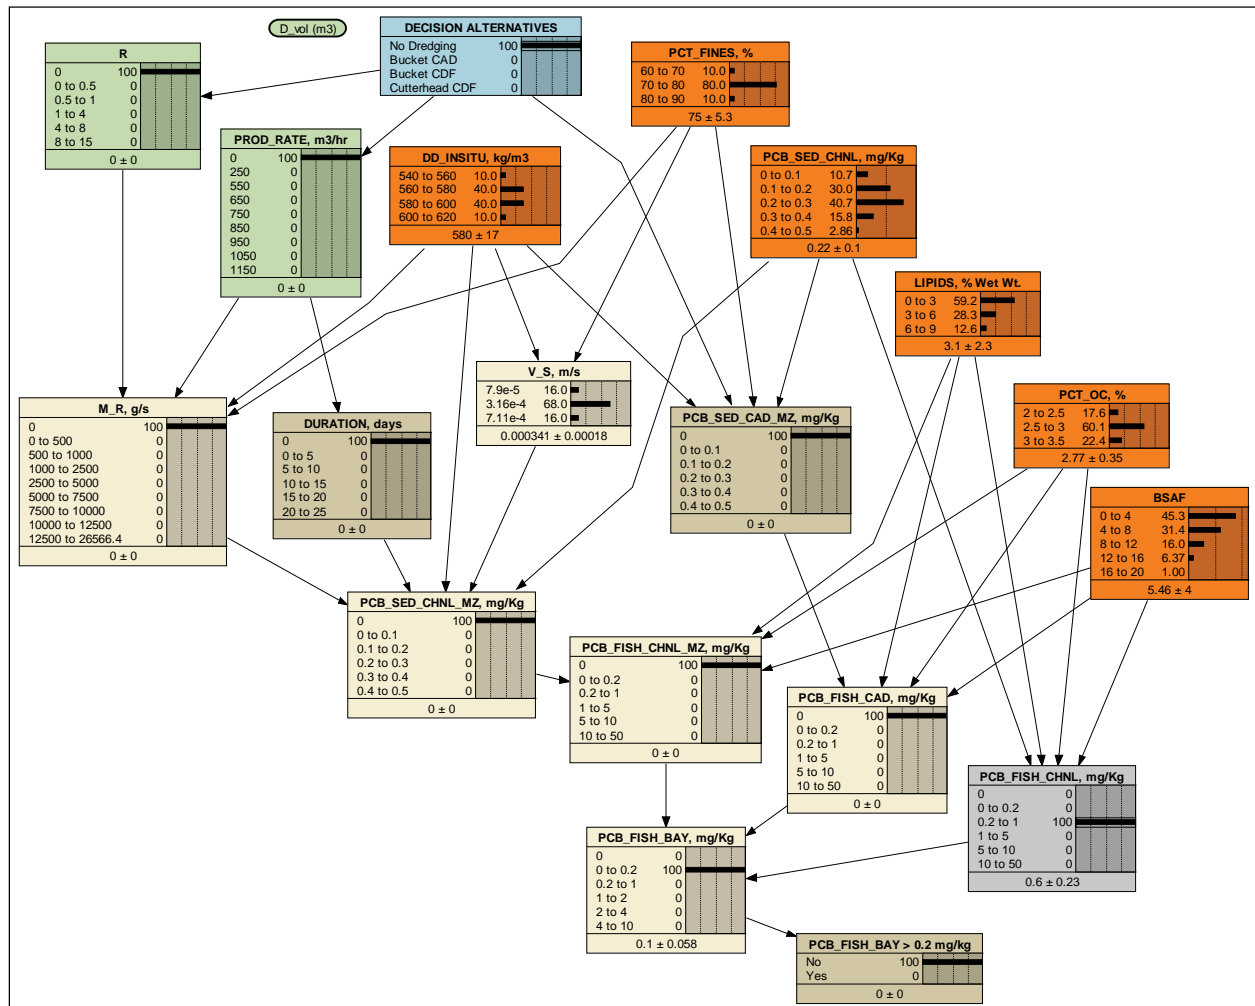 D_vol (m3)
DECISION ALTERNATIVES
No Dredging 100
Bucket CAD 0
Bucket CDF 0
Cutterhead CDF 0
R
0 100
0 to 0.5 0
0.5 to 1 0
1 to 4 0
4 to 8 0
8 to 15 0
0 ± 0
PCT_FINES, %
60 to 70 10.0
70 to 80 80.0
80 to 90 10.0
75 ± 5.3
PROD_RATE, m3/hr
0 100
250 0
550 0
650 0
750 0
850 0
950 0
1050 0
1150 0
0 ± 0
DD_INSITU, kg/m3
540 to 560 10.0
560 to 580 40.0
580 to 600 40.0
600 to 620 10.0
580 ± 17
PCB_SED_CHNL, mg/Kg
0 to 0.1 10.7
0.1 to 0.2 30.0
0.2 to 0.3 40.7
0.3 to 0.4 15.8
0.4 to 0.5 2.86
0.22 ± 0.1
LIPIDS, % Wet Wt.
0 to 3 59.2
3 to 6 28.3
6 to 9 12.6
3.1 ± 2.3
V_S, m/s
7.9e-5 16.0
3.16e-4 68.0
7.11e-4 16.0
0.000341 ± 0.00018
PCT_OC, %
2 to 2.5 17.6
2.5 to 3 60.1
3 to 3.5 22.4
2.77 ± 0.35
M_R, g/s
0 100
0 to 500 0
500 to 1000 0
1000 to 2500 0
2500 to 5000 0
5000 to 7500 0
7500 to 10000 0
10000 to 12500 0
12500 to 26566.4 0
0 ± 0
DURATION, days
0 100
0 to 5 0
5 to 10 0
10 to 15 0
15 to 20 0
20 to 25 0
0 ± 0
PCB_SED_CAD_MZ, mg/Kg
0 100
0 to 0.1 0
0.1 to 0.2 0
0.2 to 0.3 0
0.3 to 0.4 0
0.4 to 0.5 0
0 ± 0
BSAF
0 to 4 45.3
4 to 8 31.4
8 to 12 16.0
12 to 16 6.37
16 to 20 1.00
5.46 ± 4
PCB_SED_CHNL_MZ, mg/Kg
0 100
0 to 0.1 0
0.1 to 0.2 0
0.2 to 0.3 0
0.3 to 0.4 0
0.4 to 0.5 0
0 ± 0
PCB_FISH_CHNL_MZ, mg/Kg
0 100
0 to 0.2 0
0.2 to 1 0
1 to 5 0
5 to 10 0
10 to 50 0
0 ± 0
PCB_FISH_CAD, mg/Kg
0 100
0 to 0.2 0
0.2 to 1 0
1 to 5 0
5 to 10 0
10 to 50 0
0 ± 0
PCB_FISH_CHNL, mg/Kg
0 0
0 to 0.2 0
0.2 to 1 100
1 to 5 0
5 to 10 0
10 to 50 0
0.6 ± 0.23
PCB_FISH_BAY, mg/Kg
0 0
0 to 0.2 100
0.2 to 1 0
1 to 2 0
2 to 4 0
4 to 10 0
0.1 ± 0.058
PCB_FISH_BAY > 0.2 mg/kg
No 100
Yes 0
0 ± 0